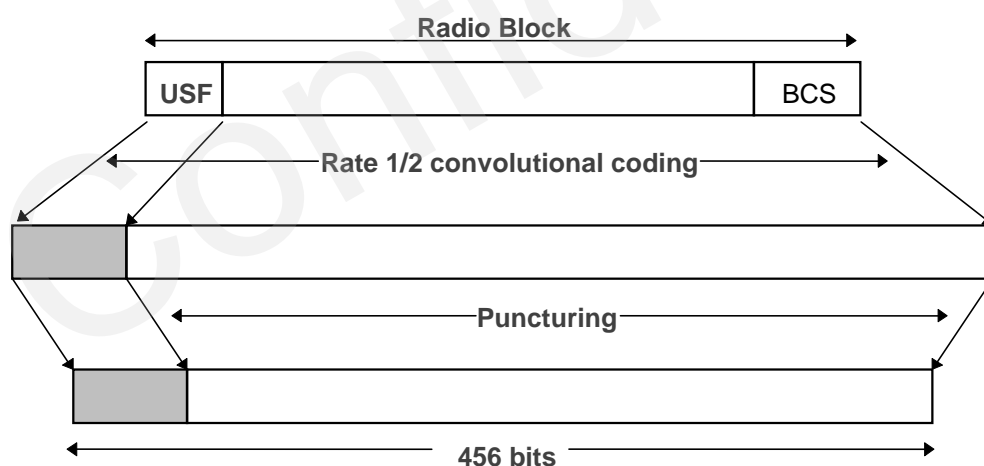 Radio Block
USF
BCS
Rate 1/2 convolutional coding
Puncturing
456 bits